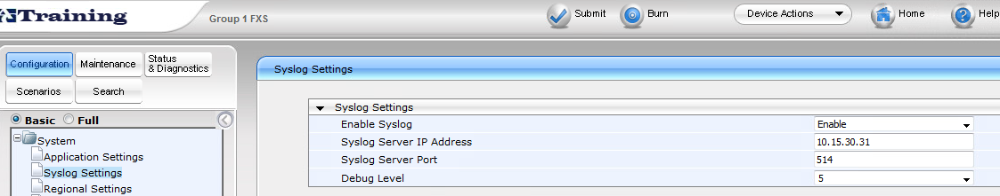 Training
Group 1 FXS
Submit
Burn
Device Actions
Home
Help
Configuration
Maintenance
Status & Diagnostics
Scenarios
Search
Basic
Full
System
Application Settings
Syslog Settings
Regional Settings
Syslog Settings
Syslog Settings
Enable Syslog Enable
Syslog Server IP Address 10.15.30.31
Syslog Server Port 514
Debug Level 5